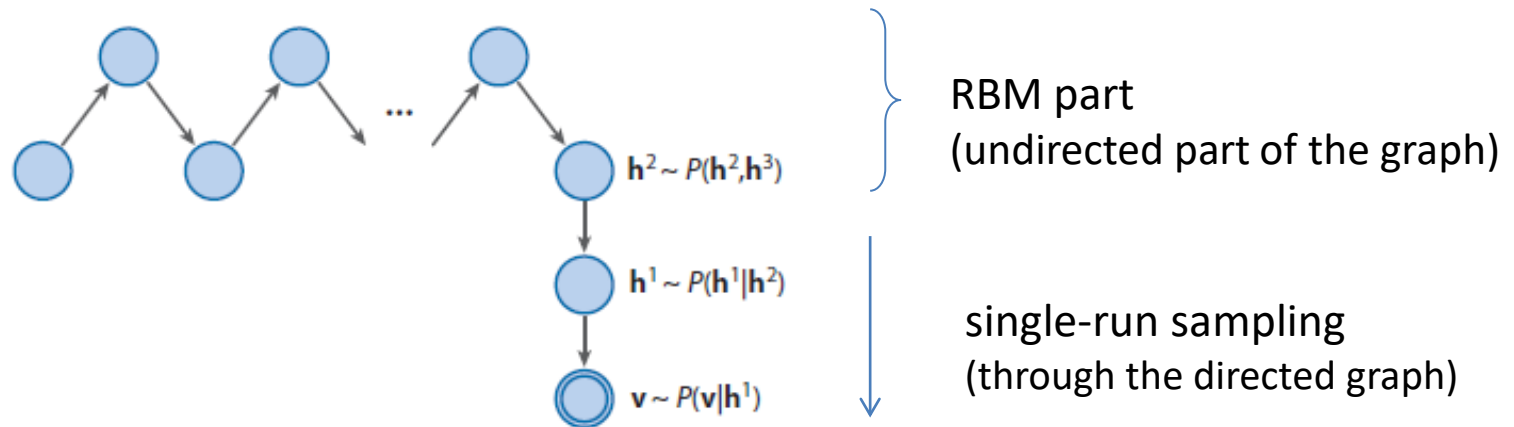 ...
RBM part
(undirected part of the graph)
h² ~ P(h²,h³)
h¹ ~ P(h¹|h²)
single-run sampling
(through the directed graph)
v ~ P(v|h¹)